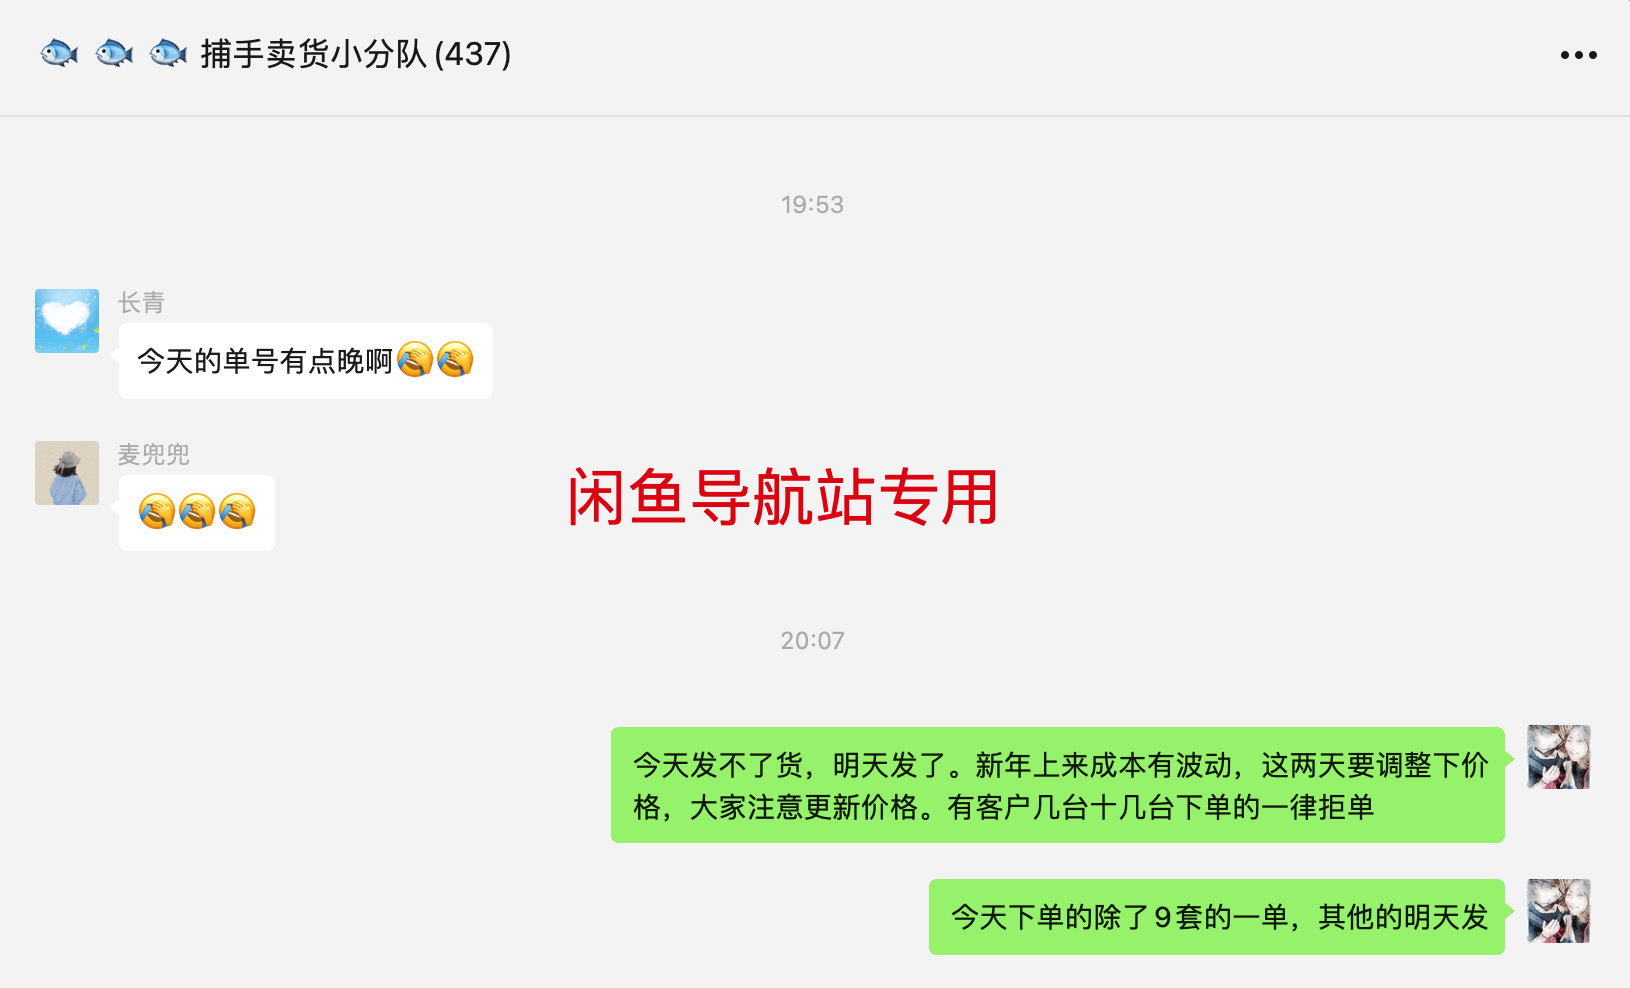 🐟 🐟 🐟 捕手卖货小分队(437)
19:53
长青
今天的单号有点晚啊🤣🤣
麦兜兜
🤣🤣🤣
闲鱼导航站专用
20:07
今天发不了货，明天发了。新年上来成本有波动，这两天要调整下价
格，大家注意更新价格。有客户几台十几台下单的一律拒单
今天下单的除了9套的一单，其他的明天发